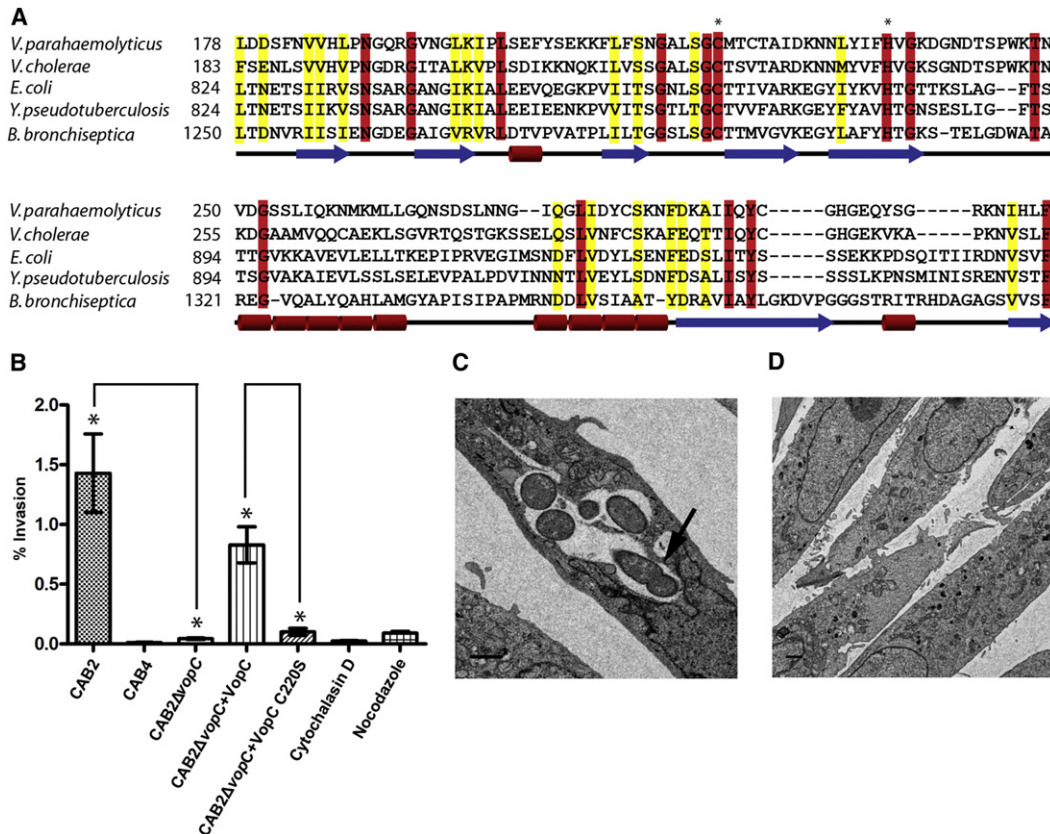 A
* *
V. parahaemolyticus 178 LDDSFNVVHLPNGQRGVNGLKIPLSEFYSEKKFLFSNGALSGCMTCTAIDKNNLYIFHVGKDGNDTSPWKTN
V. cholerae 183 FSENLSVVHVPNGDRGITALKVPLSDIKKNQKILVSSGALSGCTSVTARDKNNMYVFHVGKDGNDTSPWKTN
E. coli 824 LTNETSIIRVSNSARGANGIKIALEEVQEGKPVIITSGNLSGCTTIVARKEGYIYKVHTGTTKSLAG--FTS
Y. pseudotuberculosis 824 LTNETSIIKVSNSARGANGIKIALEEIEENKPVIITSGTLTGCTVVFARKGEYFYAVHTGNSESLIG--FTS
B. bronchiseptica 1250 LTDNVRIISIENGDEGAIGVRVRLDTVPVATPLILTGGSLSGCTTMVGVKEGYLAFYHTGKS-TELGDWATA
V. parahaemolyticus 250 VDGSSLIQKNMKMLLGQNSDSLNNG--IQGLIDYCSKNFDKAIIQYC-----GHGEQYSG----RKNIHLF
V. cholerae 255 KDGAAMVQQCAEKLSGVRTQSTGKSSELQSLVNFCSKAFEQTTIQYC-----GHGEKVKA----PKNVSLF
E. coli 894 TTGVKKAVEVLELLTKEPIPRVEGIMSNDFLVDYLSENFEDSLITYS-----SSEKKPDSQITIIRDNVSVF
Y. pseudotuberculosis 894 TSGVAKAIEVLSSLSELEVPALPDVINNNTLVEYLSDNFDSALITYS-----SSSLKPNSMINISRENVSTF
B. bronchiseptica 1321 REG-VQALYQAHLAMGYAPISIPAPMRNDDLVSIAAT-YDRAVIAYLGKDVPGGGSTRITRHDAGAGSVVSF
B
% Invasion
2.0
1.5
1.0
0.5
0.0
* * * *
CAB2
CAB4
CAB2ΔvopC
CAB2ΔvopC+VopC
CAB2ΔvopC+VopC C220S
Cytochalasin D
Nocodazole
C
D